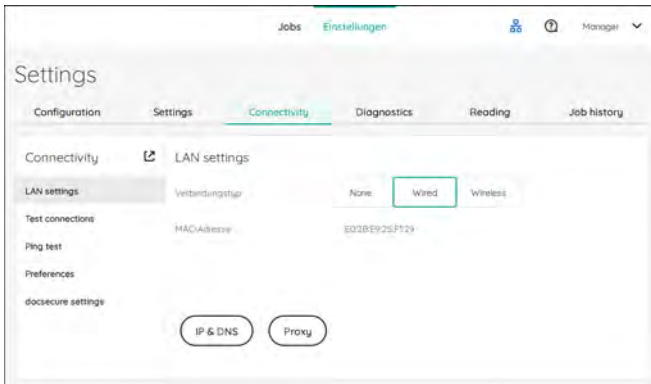 Jobs Einstellungen Manager
Settings
Configuration Settings Connectivity Diagnostics Reading Job history
Connectivity LAN settings
LAN settings Verbindungstyp None Wired Wireless
Test connections MAC-Adresse
Ping test
Preferences
docsecure settings
IP & DNS Proxy